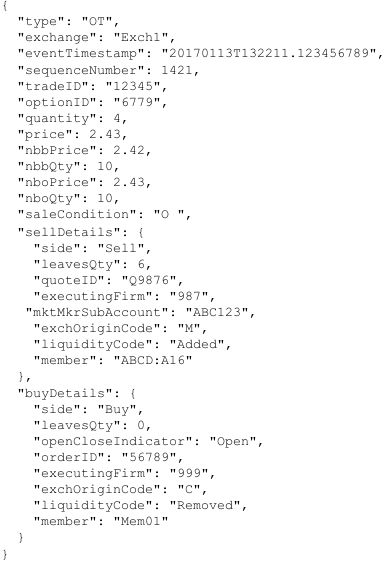 {
  "type": "OT",
  "exchange": "Exch1",
  "eventTimestamp": "20170113T132211.123456789",
  "sequenceNumber": 1421,
  "tradeID": "12345",
  "optionID": "6779",
  "quantity": 4,
  "price": 2.43,
  "nbbPrice": 2.42,
  "nbbQty": 10,
  "nboPrice": 2.43,
  "nboQty": 10,
  "saleCondition": "O ",
  "sellDetails": {
    "side": "Sell",
    "leavesQty": 6,
    "quoteID": "Q9876",
    "executingFirm": "987",
   "mktMkrSubAccount": "ABC123",
    "exchOriginCode": "M",
    "liquidityCode": "Added",
    "member": "ABCD:A16"
  },
  "buyDetails": {
    "side": "Buy",
    "leavesQty": 0,
    "openCloseIndicator": "Open",
    "orderID": "56789",
    "executingFirm": "999",
    "exchOriginCode": "C",
    "liquidityCode": "Removed",
    "member": "Mem01"
  }
}